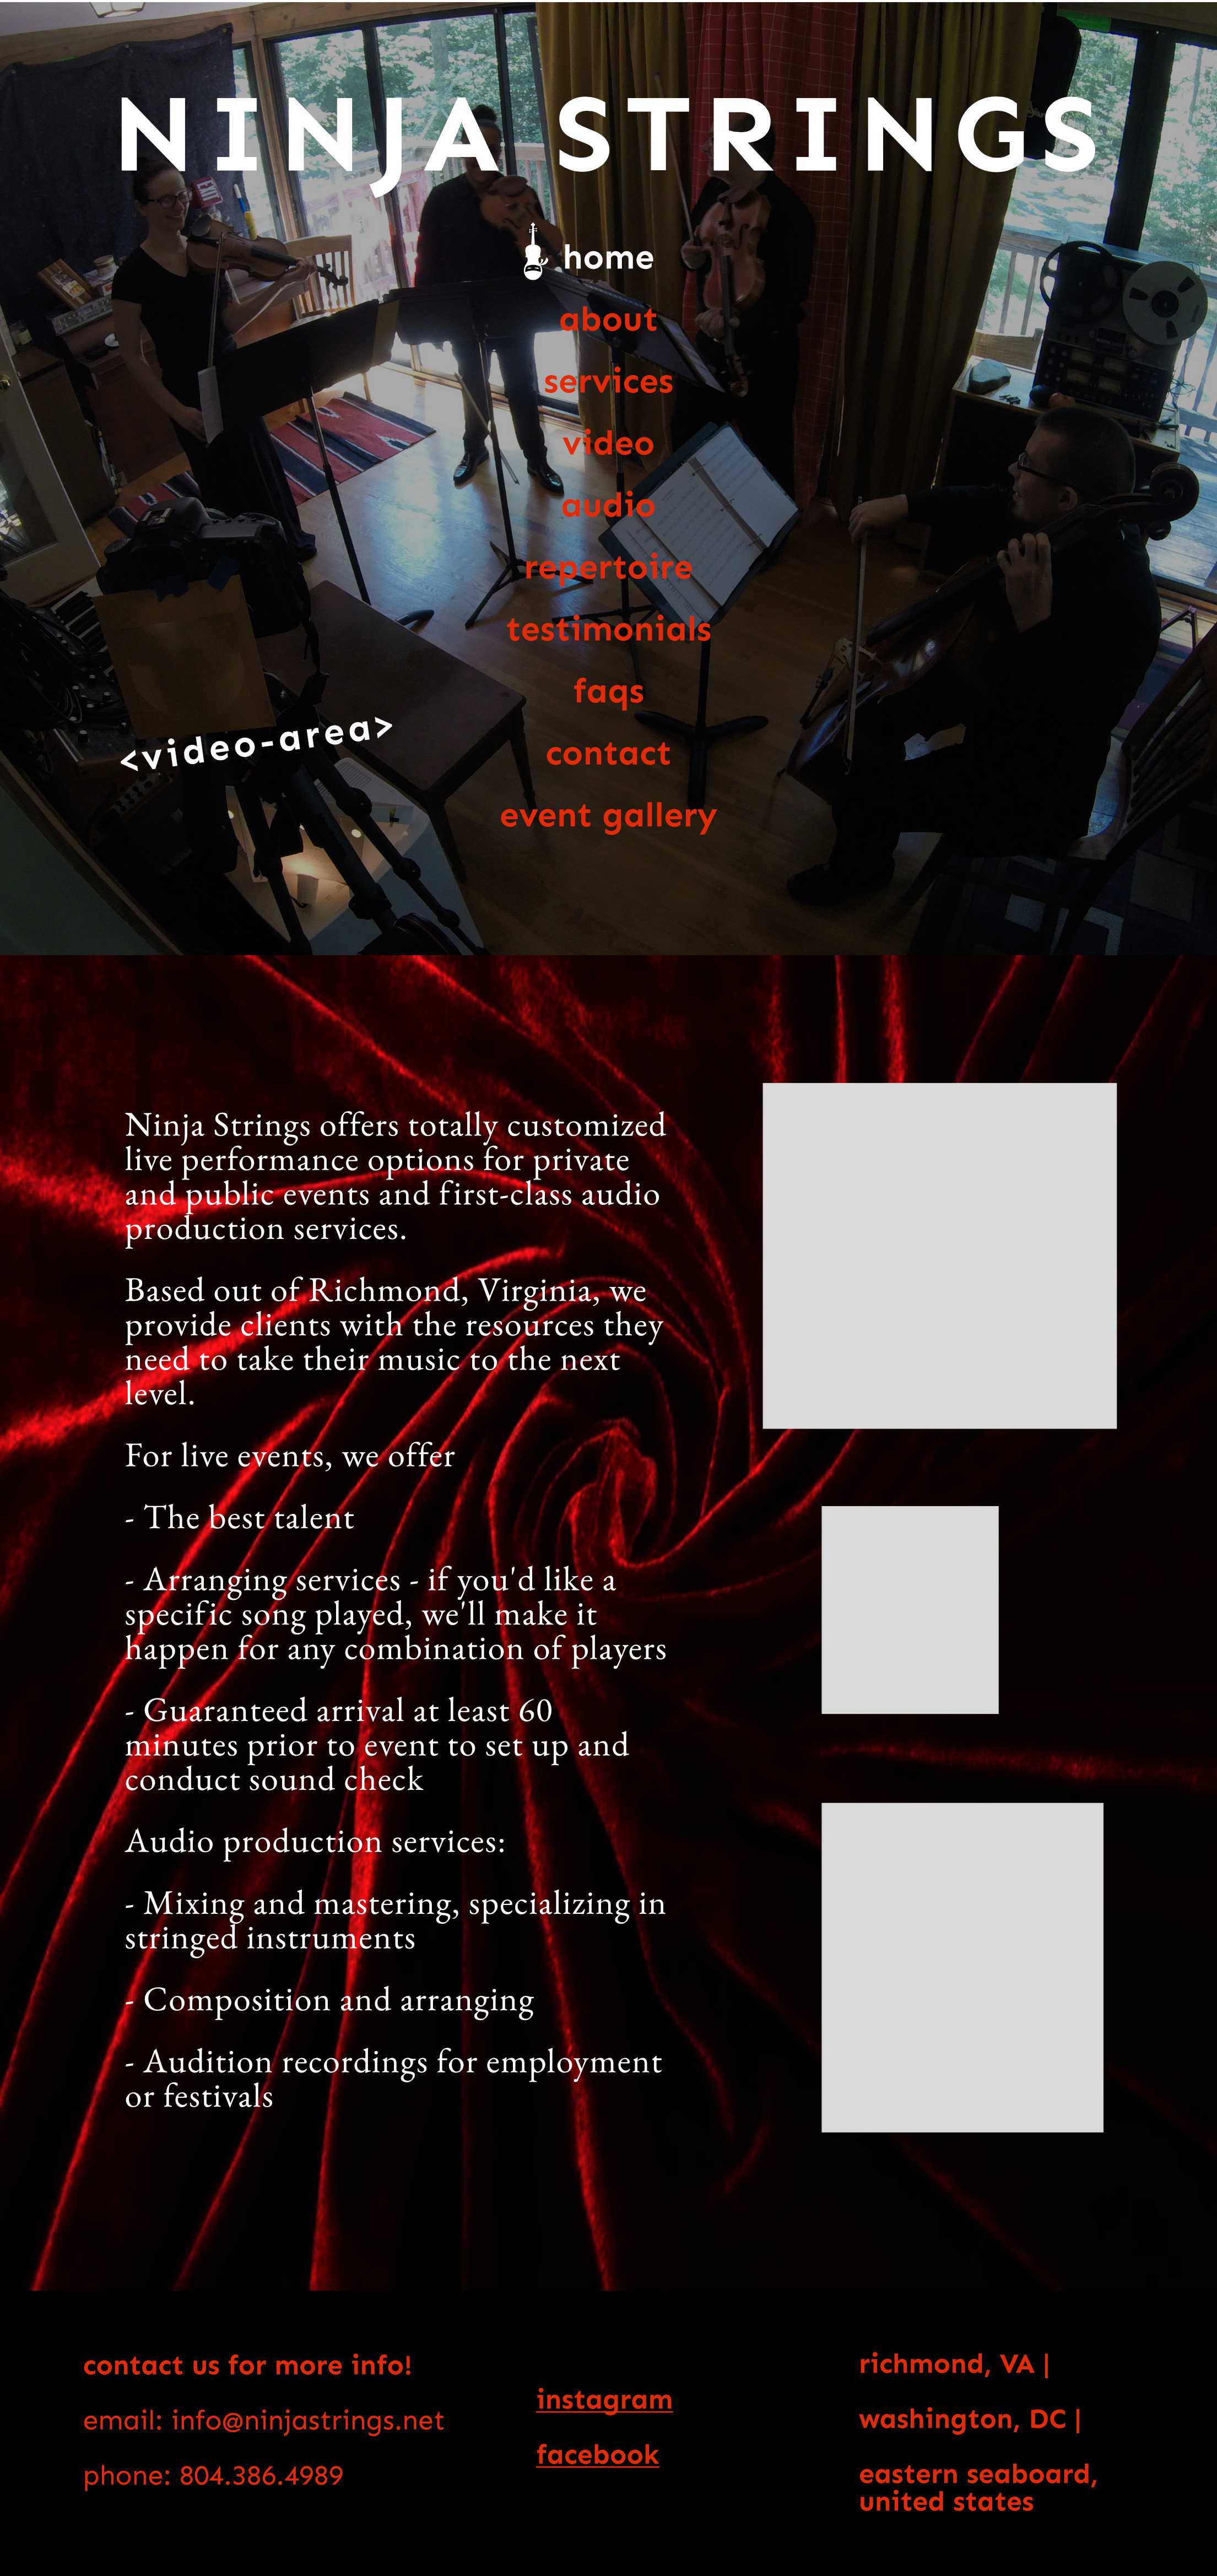 NINJA STRINGS
home
about
services
video
audio
repertoire
testimonials
faqs
contact
event gallery
<video-area>
Ninja Strings offers totally customized
live performance options for private
and public events and first-class audio
production services.
Based out of Richmond, Virginia, we
provide clients with the resources they
need to take their music to the next
level.
For live events, we offer
- The best talent
- Arranging services - if you'd like a
specific song played, we'll make it
happen for any combination of players
- Guaranteed arrival at least 60
minutes prior to event to set up and
conduct sound check
Audio production services:
- Mixing and mastering, specializing in
stringed instruments
- Composition and arranging
- Audition recordings for employment
or festivals
contact us for more info!
email: info@ninjastrings.net
phone: 804.386.4989
instagram
facebook
richmond, VA |
washington, DC |
eastern seaboard,
united states